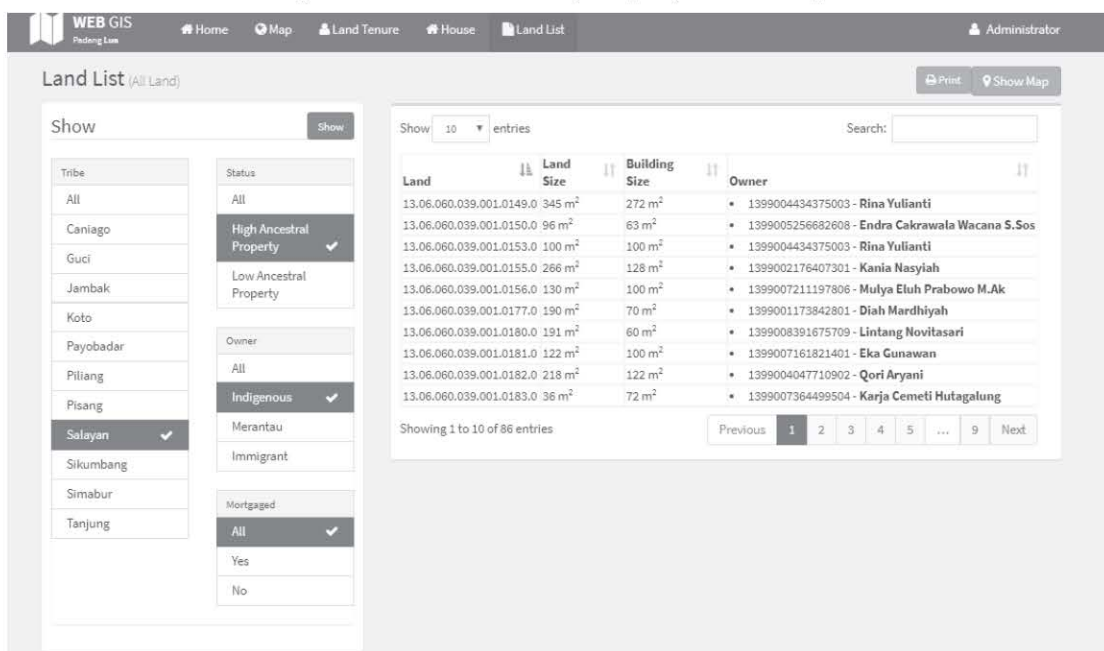 WEB GIS
Padang Lua
Home
Map
Land Tenure
House
Land List
Administrator
Land List (All Land)
Print
Show Map
Show
Show
Tribe
All
Caniago
Guci
Jambak
Koto
Payobadar
Piliang
Pisang
Salayan
Sikumbang
Simabur
Tanjung
Status
All
High Ancestral
Property
Low Ancestral
Property
Owner
All
Indigenous
Merantau
Immigrant
Mortgaged
All
Yes
No
Show 10 entries
Search:
Land Land Size Building Size Owner
13.06.060.039.001.0149.0 345 m² 272 m² • 1399004434375003 - Rina Yulianti
13.06.060.039.001.0150.0 96 m² 63 m² • 1399005256682608 - Endra Cakrawala Wacana S.Sos
13.06.060.039.001.0153.0 100 m² 100 m² • 1399004434375003 - Rina Yulianti
13.06.060.039.001.0155.0 266 m² 128 m² • 1399002176407301 - Kania Nasyiah
13.06.060.039.001.0156.0 130 m² 100 m² • 1399007211197806 - Mulya Eluh Prabowo M.Ak
13.06.060.039.001.0177.0 190 m² 70 m² • 1399001173842801 - Diah Mardhiyah
13.06.060.039.001.0180.0 191 m² 60 m² • 1399008391675709 - Lintang Novitasari
13.06.060.039.001.0181.0 122 m² 100 m² • 1399007161821401 - Eka Gunawan
13.06.060.039.001.0182.0 218 m² 122 m² • 1399004047710902 - Qori Aryani
13.06.060.039.001.0183.0 36 m² 72 m² • 1399007364499504 - Karja Cemeti Hutagalung
Showing 1 to 10 of 86 entries
Previous 1 2 3 4 5 ... 9 Next